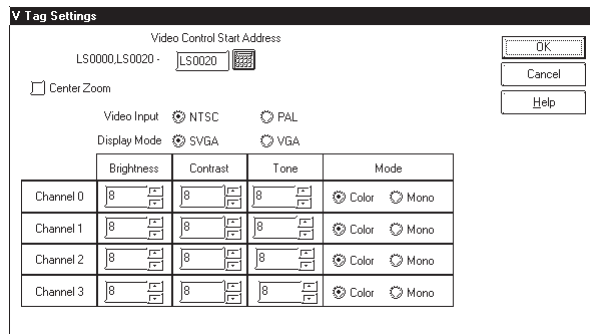 V Tag Settings
Video Control Start Address
LS0000,LS0020 - LS0020
OK
Cancel
Help
Center Zoom
Video Input NTSC PAL
Display Mode SVGA VGA
Brightness Contrast Tone Mode
Channel 0 8 8 8 Color Mono
Channel 1 8 8 8 Color Mono
Channel 2 8 8 8 Color Mono
Channel 3 8 8 8 Color Mono